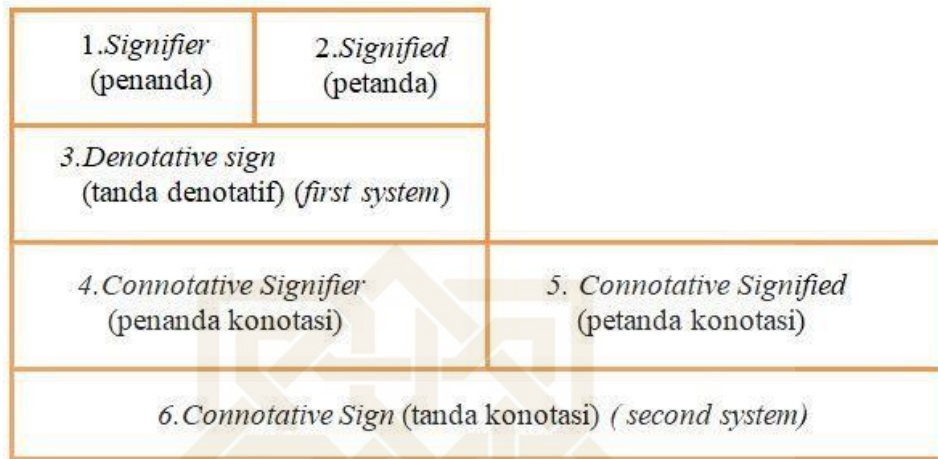 1.Signifier
(penanda)
2.Signified
(petanda)
3.Denotative sign
(tanda denotatif) (first system)
4.Connotative Signifier
(penanda konotasi)
5. Connotative Signified
(petanda konotasi)
6.Connotative Sign (tanda konotasi) ( second system)